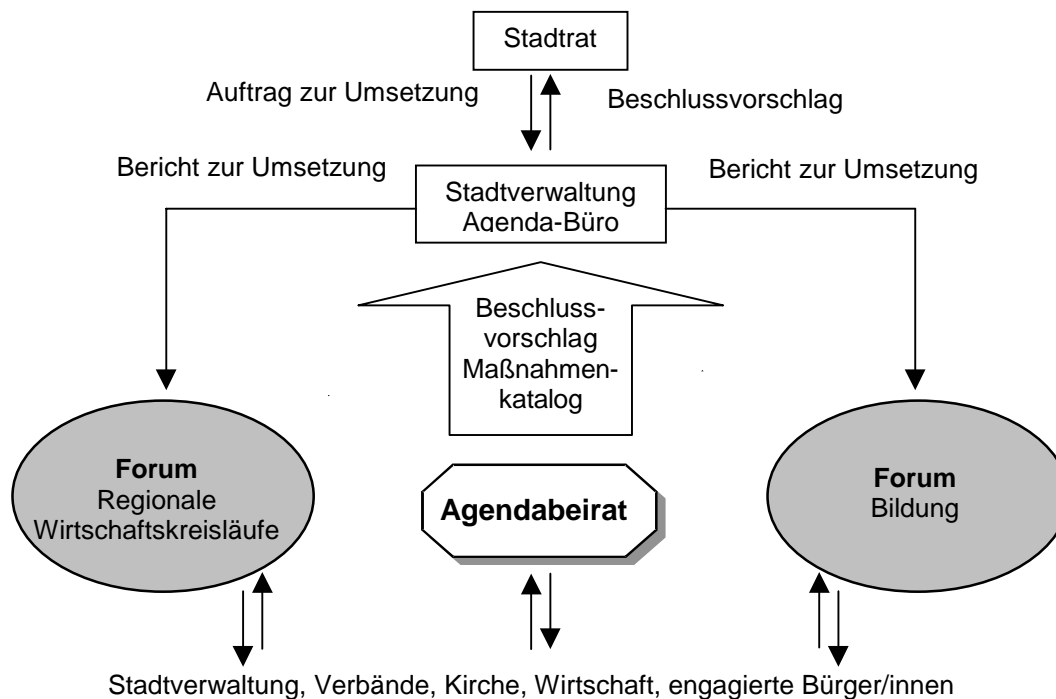 Stadtrat
Auftrag zur Umsetzung
Beschlussvorschlag
Bericht zur Umsetzung
Bericht zur Umsetzung
Stadtverwaltung
Agenda-Büro
Beschluss-
vorschlag
Maßnahmen-
katalog
Forum
Regionale
Wirtschaftskreisläufe
Agendabeirat
Forum
Bildung
Stadtverwaltung, Verbände, Kirche, Wirtschaft, engagierte Bürger/innen